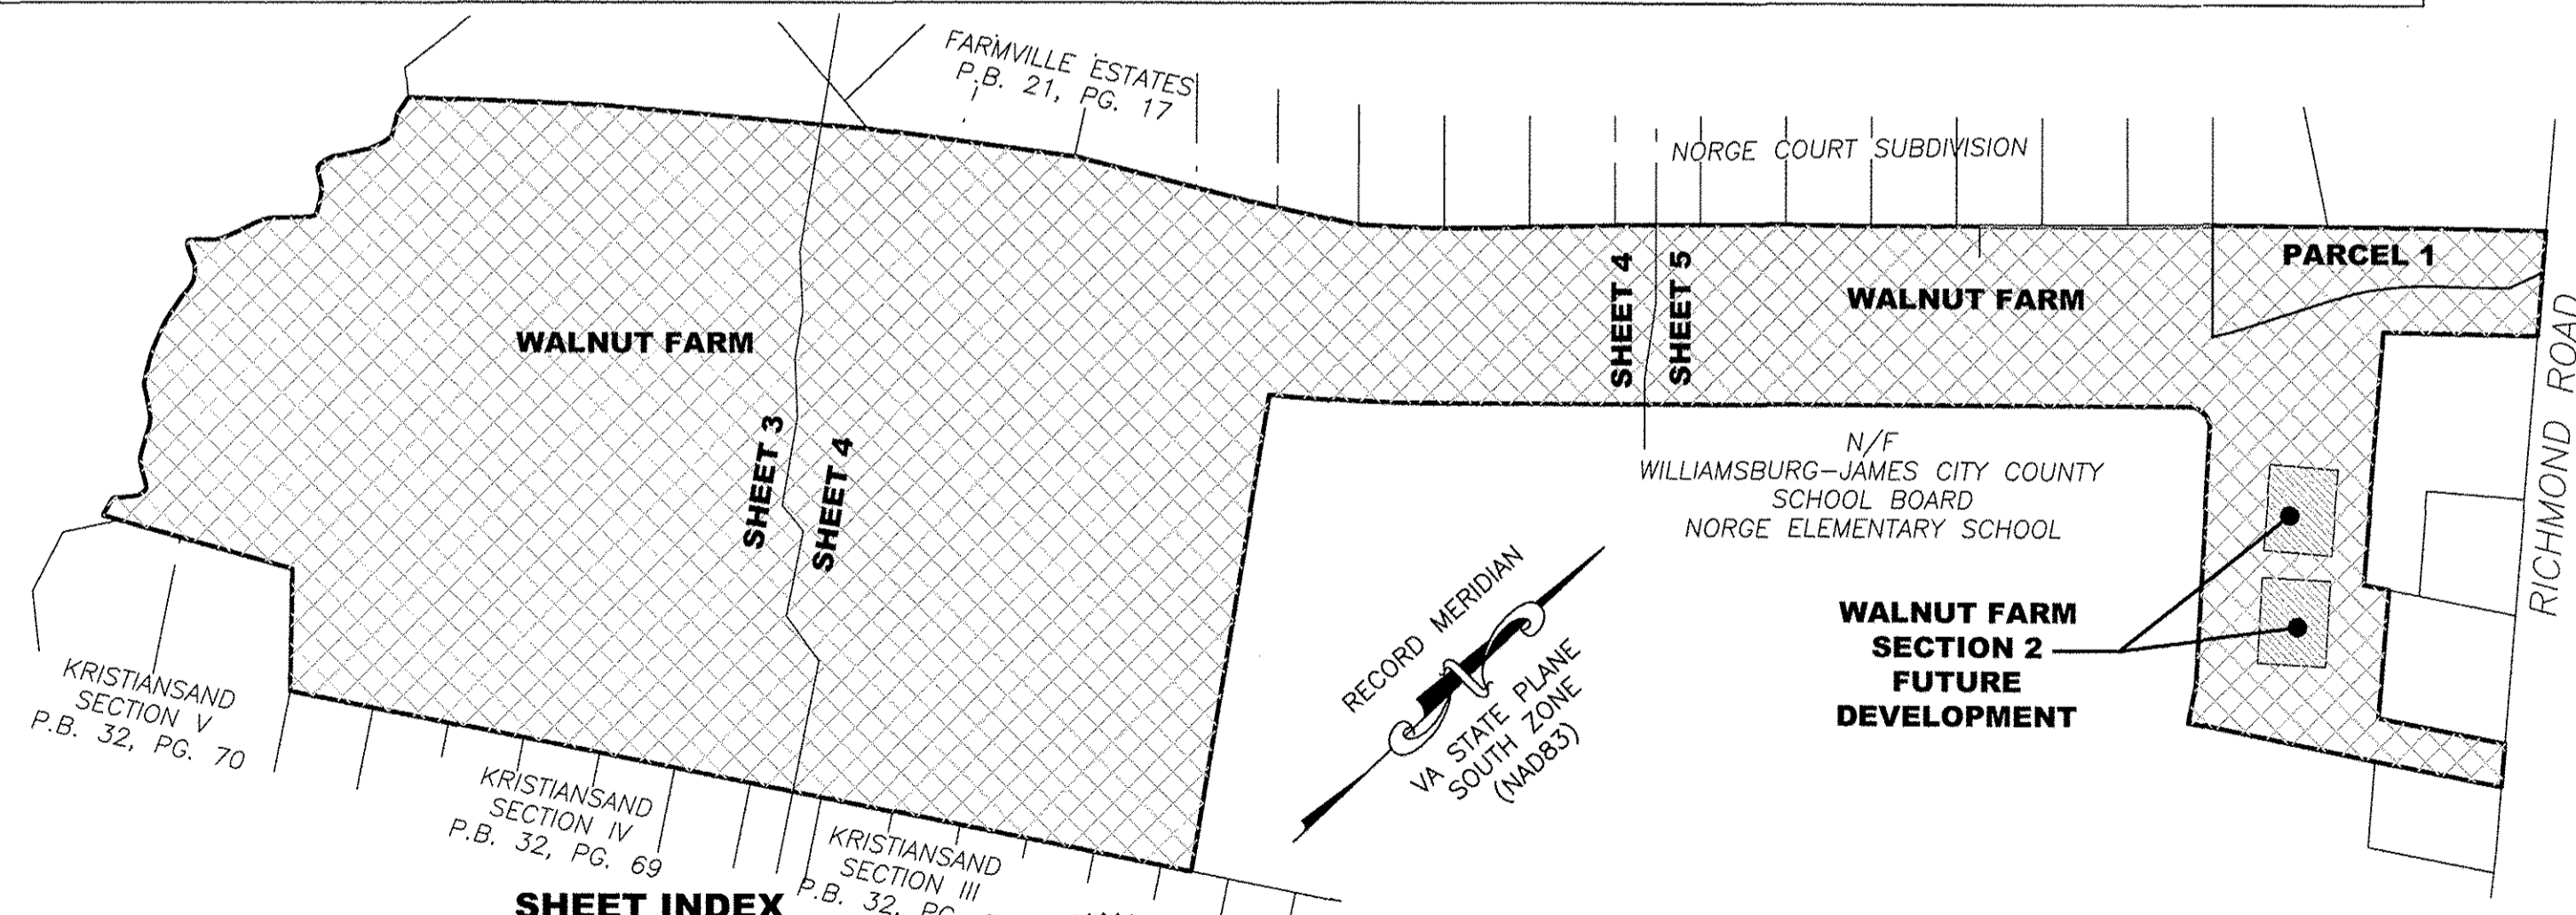 FARMVILLE ESTATES
P.B. 21, PG. 17
NORGE COURT SUBDIVISION
PARCEL 1
WALNUT FARM
SHEET 4
SHEET 5
WALNUT FARM
RICHMOND ROAD
SHEET 3
SHEET 4
N/F
WILLIAMSBURG-JAMES CITY COUNTY
SCHOOL BOARD
NORGE ELEMENTARY SCHOOL
WALNUT FARM
SECTION 2
FUTURE
DEVELOPMENT
RECORD MERIDIAN
VA STATE PLANE
SOUTH ZONE
(NAD83)
KRISTIANSAND
SECTION V
P.B. 32, PG. 70
KRISTIANSAND
SECTION IV
P.B. 32, PG. 69
KRISTIANSAND
SECTION III
P.B. 32, PG.
SHEET INDEX